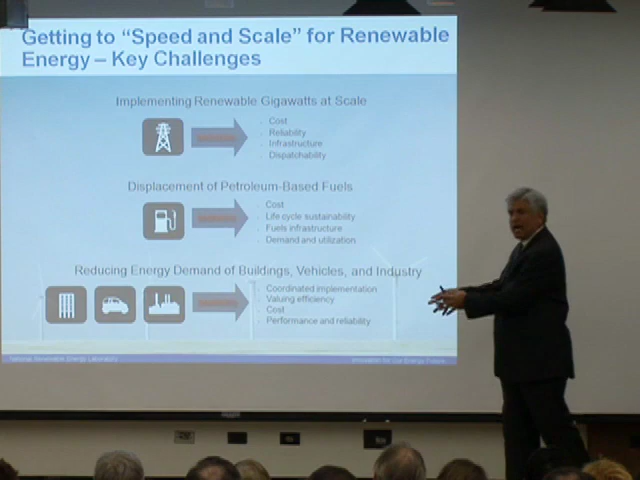 Getting to “Speed and Scale” for Renewable
Energy – Key Challenges
Implementing Renewable Gigawatts at Scale
Cost
Reliability
Infrastructure
Dispatchability
Displacement of Petroleum-Based Fuels
Cost
Life cycle sustainability
Fuels infrastructure
Demand and utilization
Reducing Energy Demand of Buildings, Vehicles, and Industry
Coordinated implementation
Valuing efficiency
Cost
Performance and reliability
National Renewable Energy Laboratory
Innovation for Our Energy Future